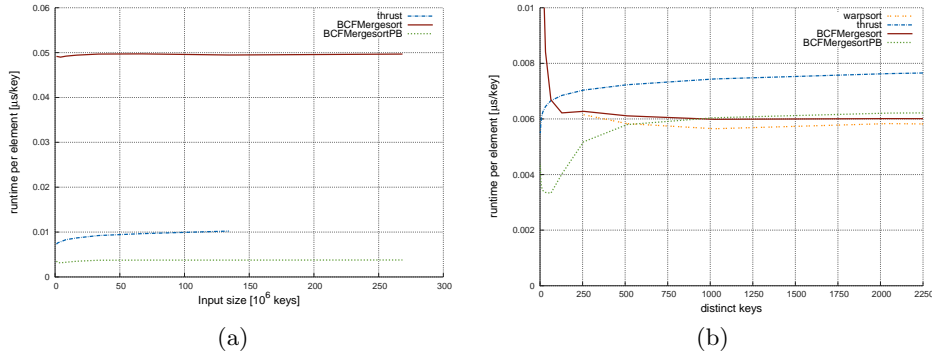 thrust
BCFMergesort
BCFMergesortPB
0.06
0.05
0.04
0.03
0.02
0.01
0
runtime per element [μs/key]
0 50 100 150 200 250 300
Input size [10^6 keys]
(a)
warpsort
thrust
BCFMergesort
BCFMergesortPB
0.01
0.008
0.006
0.004
0.002
0.000
runtime per element [μs/key]
0 250 500 750 1000 1250 1500 1750 2000 2250
distinct keys
(b)